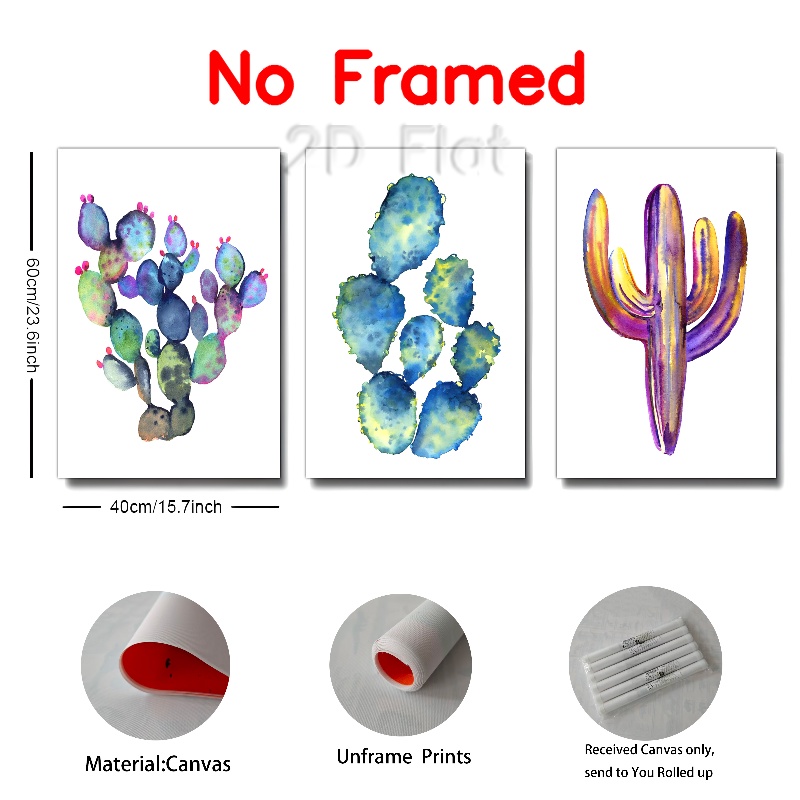 No Framed
2D Flat
60cm/23.6inch
40cm/15.7inch
Material:Canvas
Unframe Prints
Received Canvas only,
send to You Rolled up